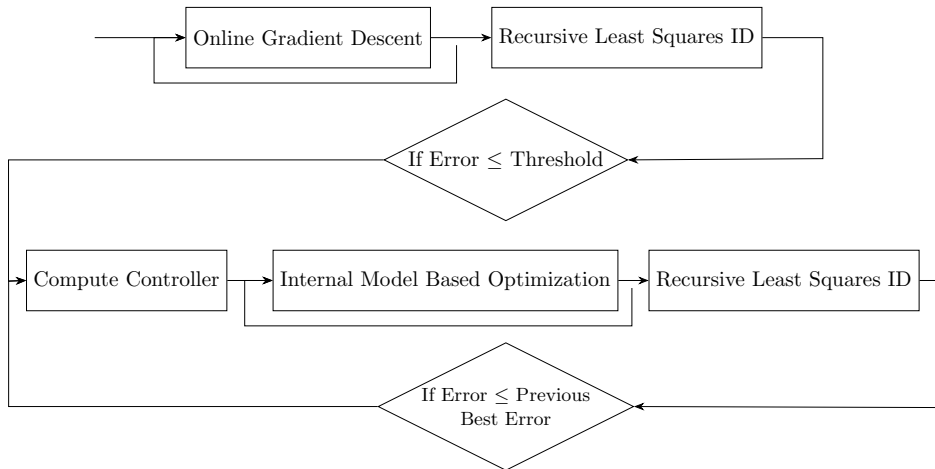 Online Gradient Descent
Recursive Least Squares ID
If Error ≤ Threshold
Compute Controller
Internal Model Based Optimization
Recursive Least Squares ID
If Error ≤ Previous
Best Error